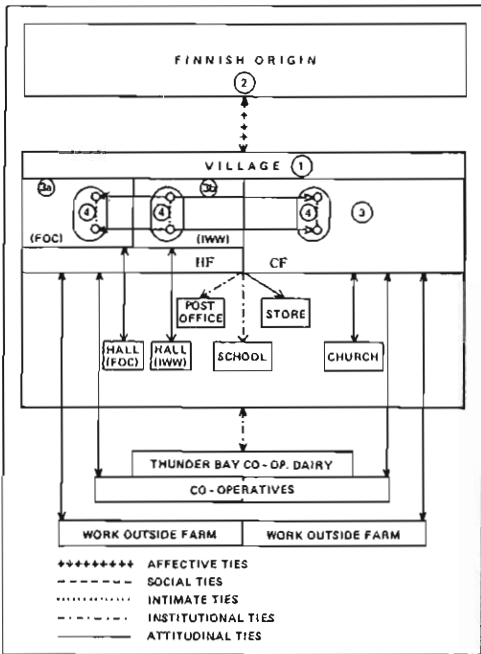 FINNISH ORIGIN
2
VILLAGE 1
3a 3b
4 4 4 3
(FOC) (IWW)
HF CF
POST OFFICE STORE
HALL (FOC) HALL (IWW) SCHOOL CHURCH
THUNDER BAY CO-OP. DAIRY
CO-OPERATIVES
WORK OUTSIDE FARM WORK OUTSIDE FARM
AFFECTIVE TIES
SOCIAL TIES
INTIMATE TIES
INSTITUTIONAL TIES
ATTITUDINAL TIES